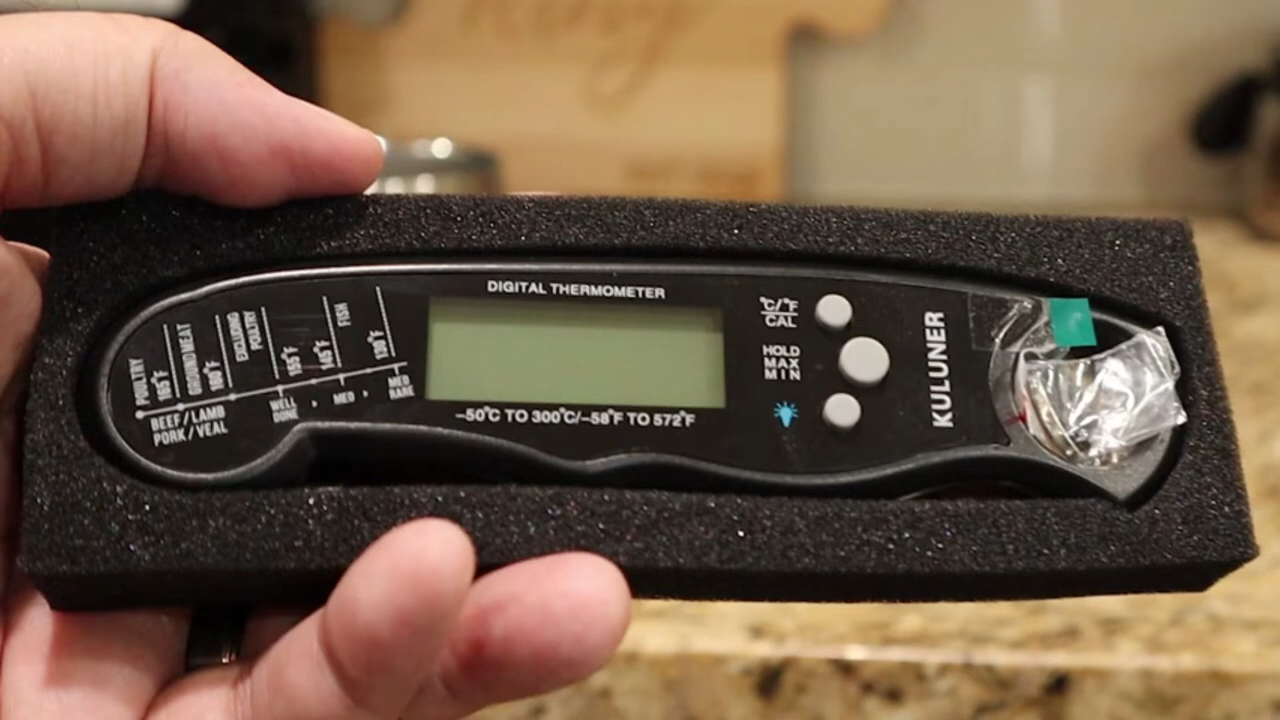 DIGITAL THERMOMETER
POULTRY
165°F
GROUND MEAT
160°F
EXCLUDING
POULTRY
155°F
145°F
FISH
130°F
BEEF / LAMB
PORK / VEAL
WELL
DONE
MED
MED
RARE
-50°C TO 300°C/-58°F TO 572°F
°C/°F
CAL
HOLD
MAX
MIN
KULUNER